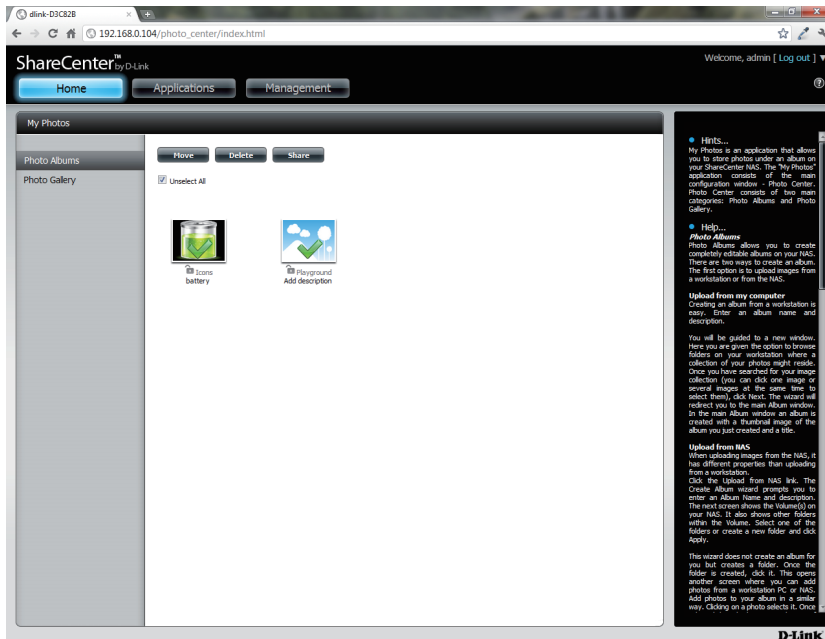 dlink-D3C82B
192.168.0.104/photo_center/index.html
ShareCenter™ by D-Link
Welcome, admin [ Log out ]
Home
Applications
Management
My Photos
Photo Albums
Photo Gallery
Move
Delete
Share
Unselect All
Icons
battery
Playground
Add description
Hints...
My Photos is an application that allows
you to store photos under an album on
your ShareCenter NAS. The "My Photos"
application consists of the main
configuration window - Photo Center.
Photo Center consists of two main
categories: Photo Albums and Photo
Gallery.
Help...
Photo Albums
Photo Albums allows you to create
completely editable albums on your NAS.
There are two ways to create an album.
The first option is to upload images from
a workstation or from the NAS.
Upload from my computer
Creating an album from a workstation is
easy. Enter an album name and
description.
You will be guided to a new window.
Here you are given the option to browse
folders on your workstation where a
collection of your photos might reside.
Once you have searched for your image
collection (you can click one image or
several images at the same time to
select them), click Next. The wizard will
redirect you to the main Album window.
In the main Album window an album is
created with a thumbnail image of the
album you just created and a title.
Upload from NAS
When uploading images from the NAS, it
has different properties than uploading
from a workstation.
Click the Upload from NAS link. The
Create Album wizard prompts you to
enter an Album Name and description.
The next screen shows the Volume(s) on
your NAS. It also shows other folders
within the Volume. Select one of the
folders or create a new folder and click
Apply.
This wizard does not create an album for
you but creates a folder. Once the
folder is created, click it. This opens
another screen where you can add
photos from a workstation PC or NAS.
Add photos to your album in a similar
way. Clicking on a photo selects it. Once
D-Link